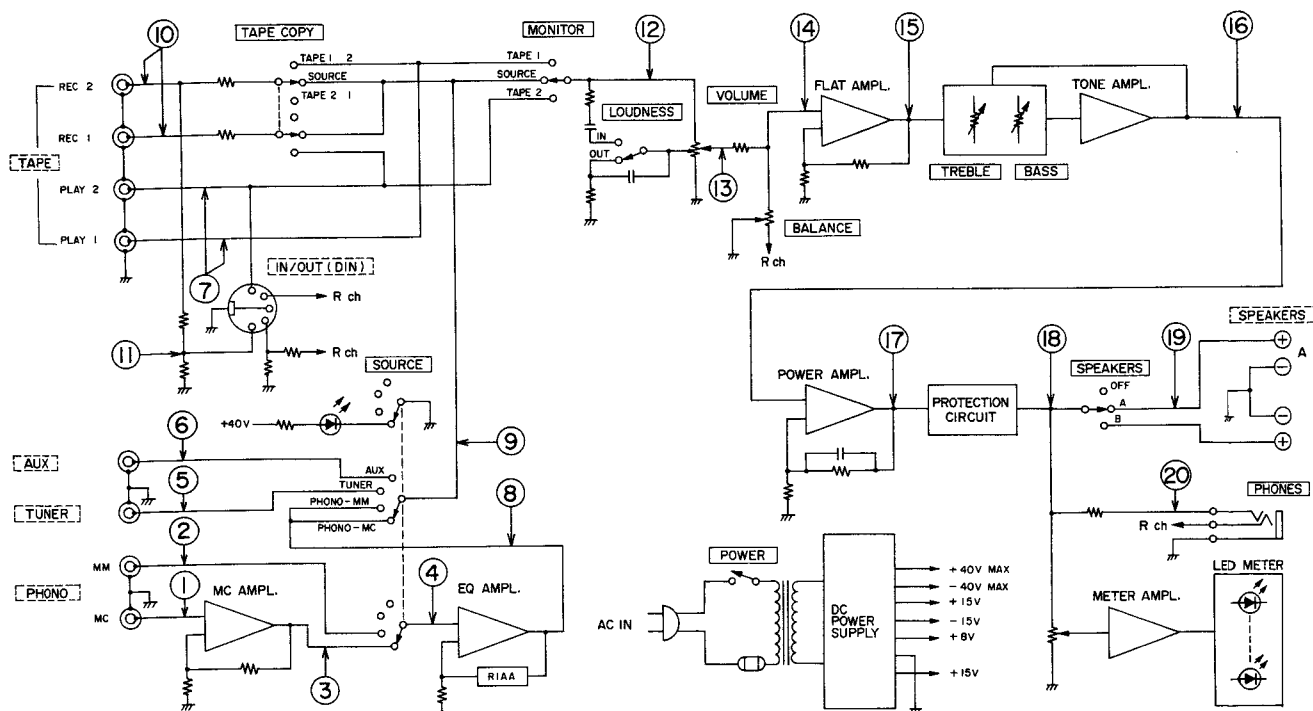 TAPE COPY
MONITOR
10
12
14
15
16
TAPE 1 2
TAPE 1
REC 2
SOURCE
SOURCE
VOLUME
FLAT AMPL.
TONE AMPL.
TAPE 2 1
TAPE 2
LOUDNESS
REC 1
IN
OUT
TAPE
13
TREBLE
BASS
PLAY 2
BALANCE
PLAY 1
R ch
IN/OUT (DIN)
7
R ch
SPEAKERS
11
R ch
17
18
19
A
SOURCE
POWER AMPL.
SPEAKERS
OFF
PROTECTION
CIRCUIT
A
B
+40V
6
9
AUX
AUX
5
TUNER
8
20
PHONES
TUNER
PHONO-MM
2
PHONO-MC
R ch
MM
1
4
POWER
LED METER
PHONO
MC AMPL.
EQ AMPL.
+40V MAX
METER AMPL.
MC
-40V MAX
AC IN
DC
POWER
SUPPLY
+15V
-15V
+8V
3
RIAA
+15V